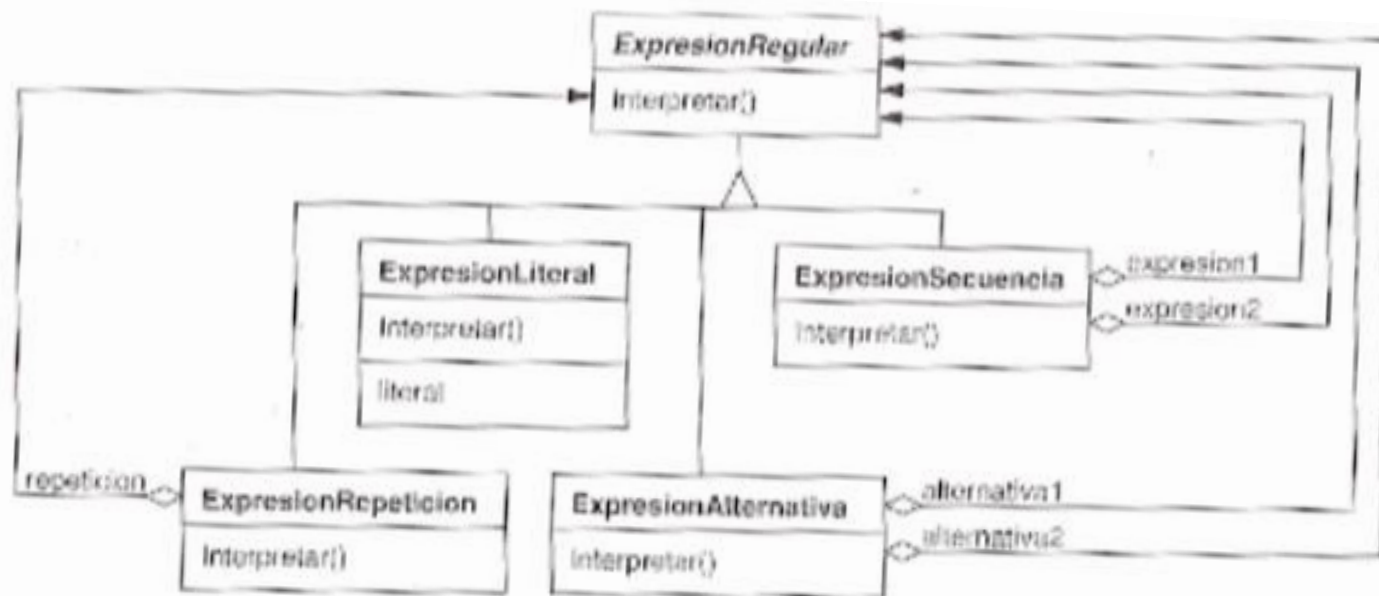 ExpresionRegular
Interpretar()
ExpresionLiteral
Interpretar()
literal
ExpresionSecuencia
Interpretar()
expresion1
expresion2
repeticion
ExpresionRepeticion
Interpretar()
ExpresionAlternativa
Interpretar()
alternativa1
alternativa2